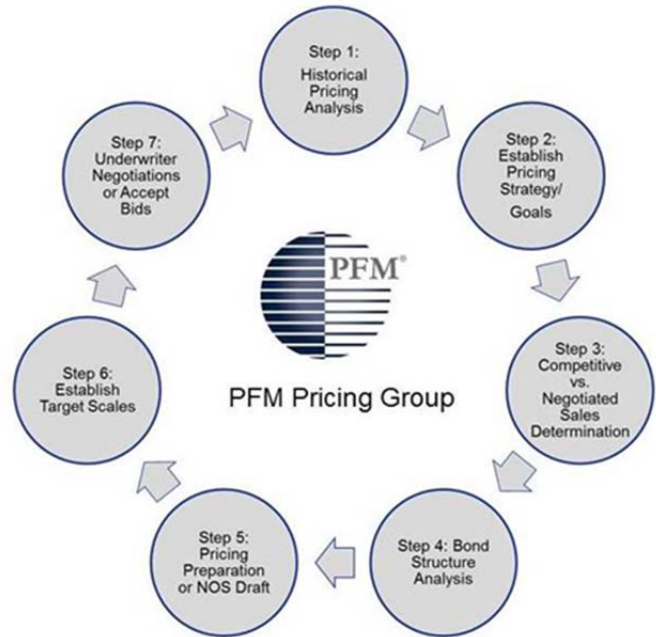 Step 1:
Historical
Pricing
Analysis
Step 2:
Establish
Pricing
Strategy/
Goals
Step 3:
Competitive
vs.
Negotiated
Sales
Determination
Step 4: Bond
Structure
Analysis
Step 5:
Pricing
Preparation
or NOS Draft
Step 6:
Establish
Target Scales
Step 7:
Underwriter
Negotiations
or Accept
Bids
PFM®
PFM Pricing Group